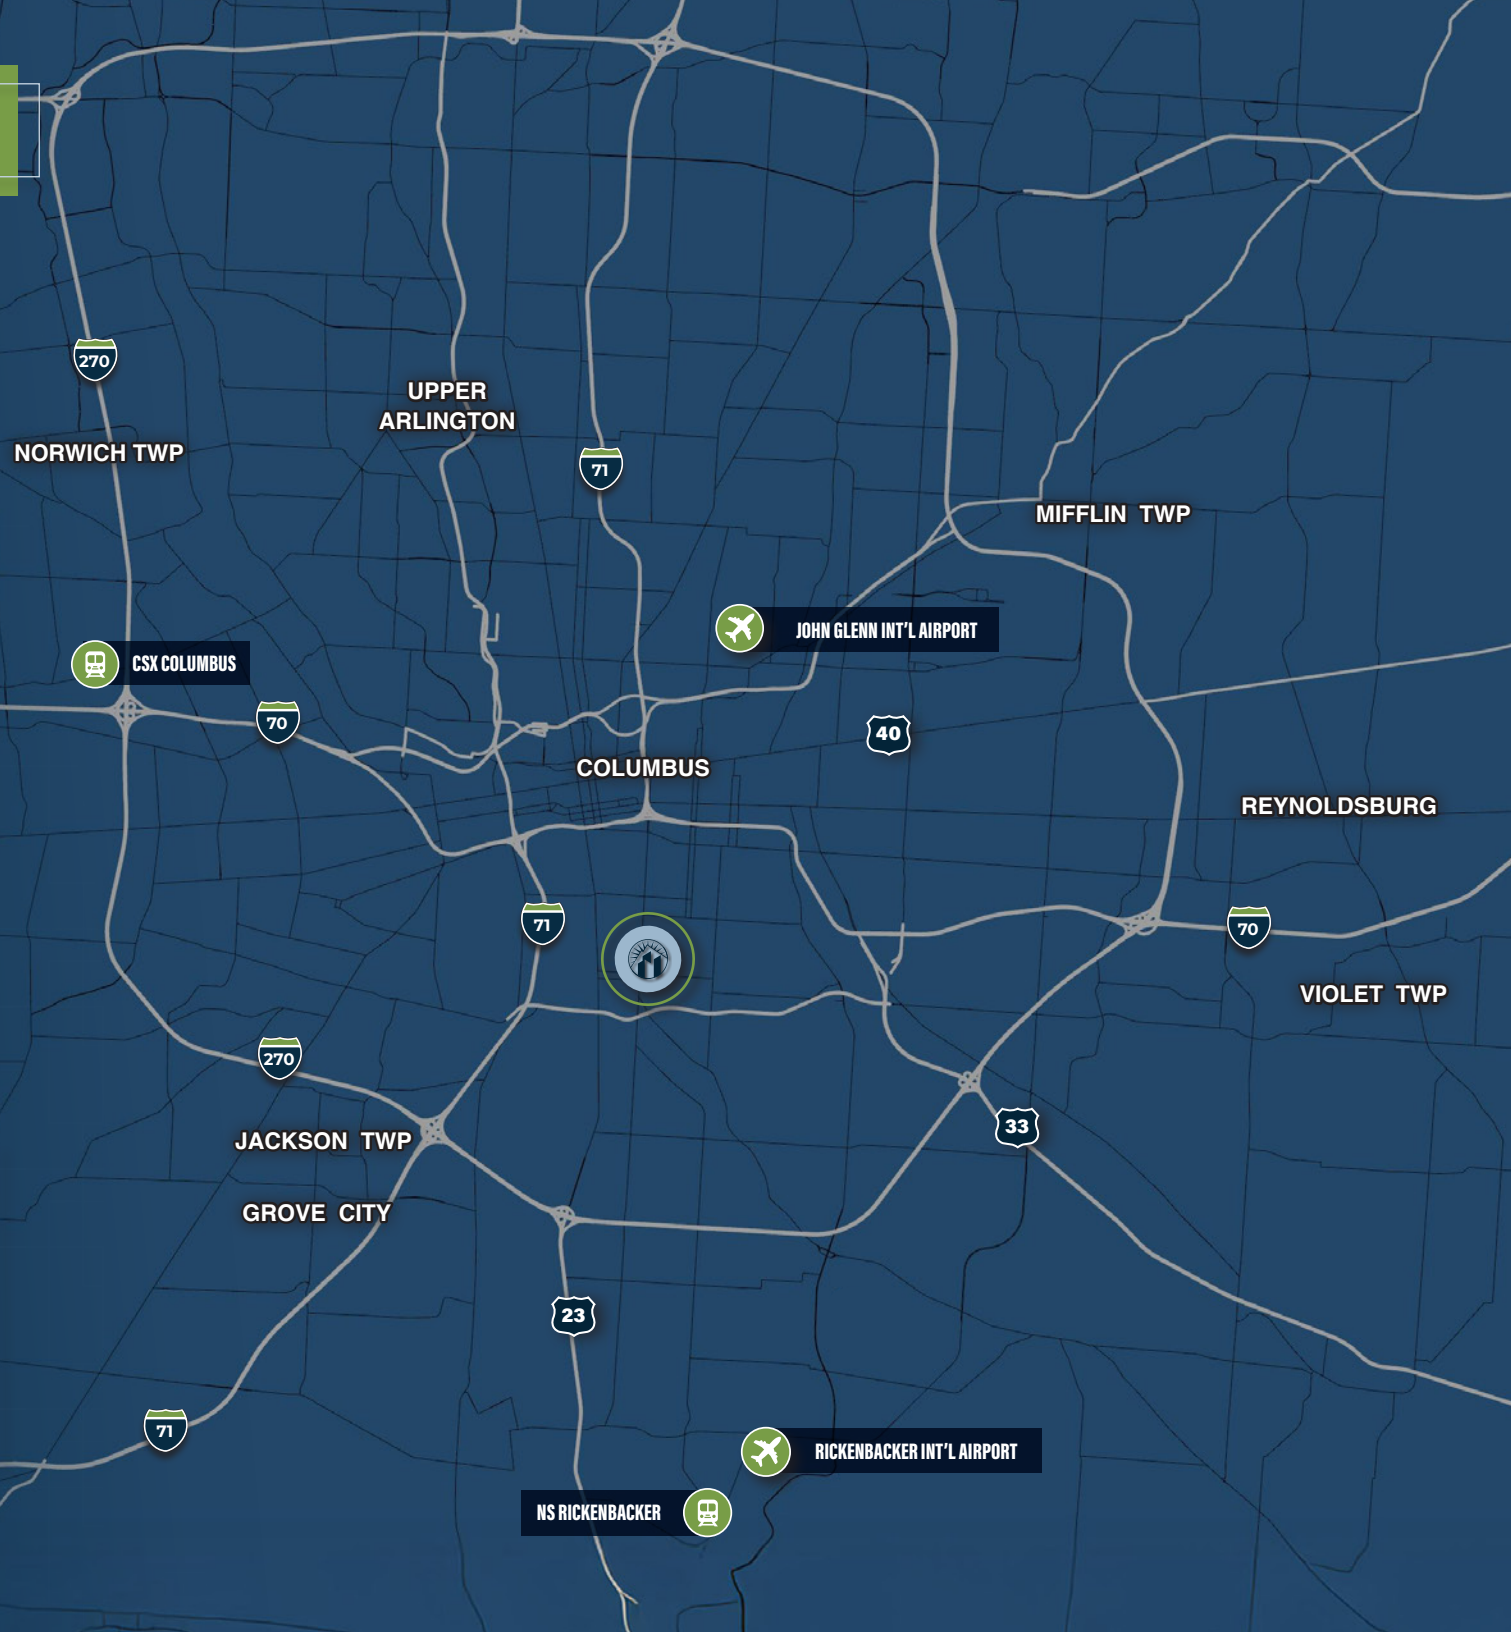 270
UPPER
ARLINGTON
NORWICH TWP
71
MIFFLIN TWP
JOHN GLENN INT'L AIRPORT
CSX COLUMBUS
70
40
COLUMBUS
REYNOLDSBURG
71
70
VIOLET TWP
270
33
JACKSON TWP
GROVE CITY
23
71
RICKENBACKER INT'L AIRPORT
NS RICKENBACKER